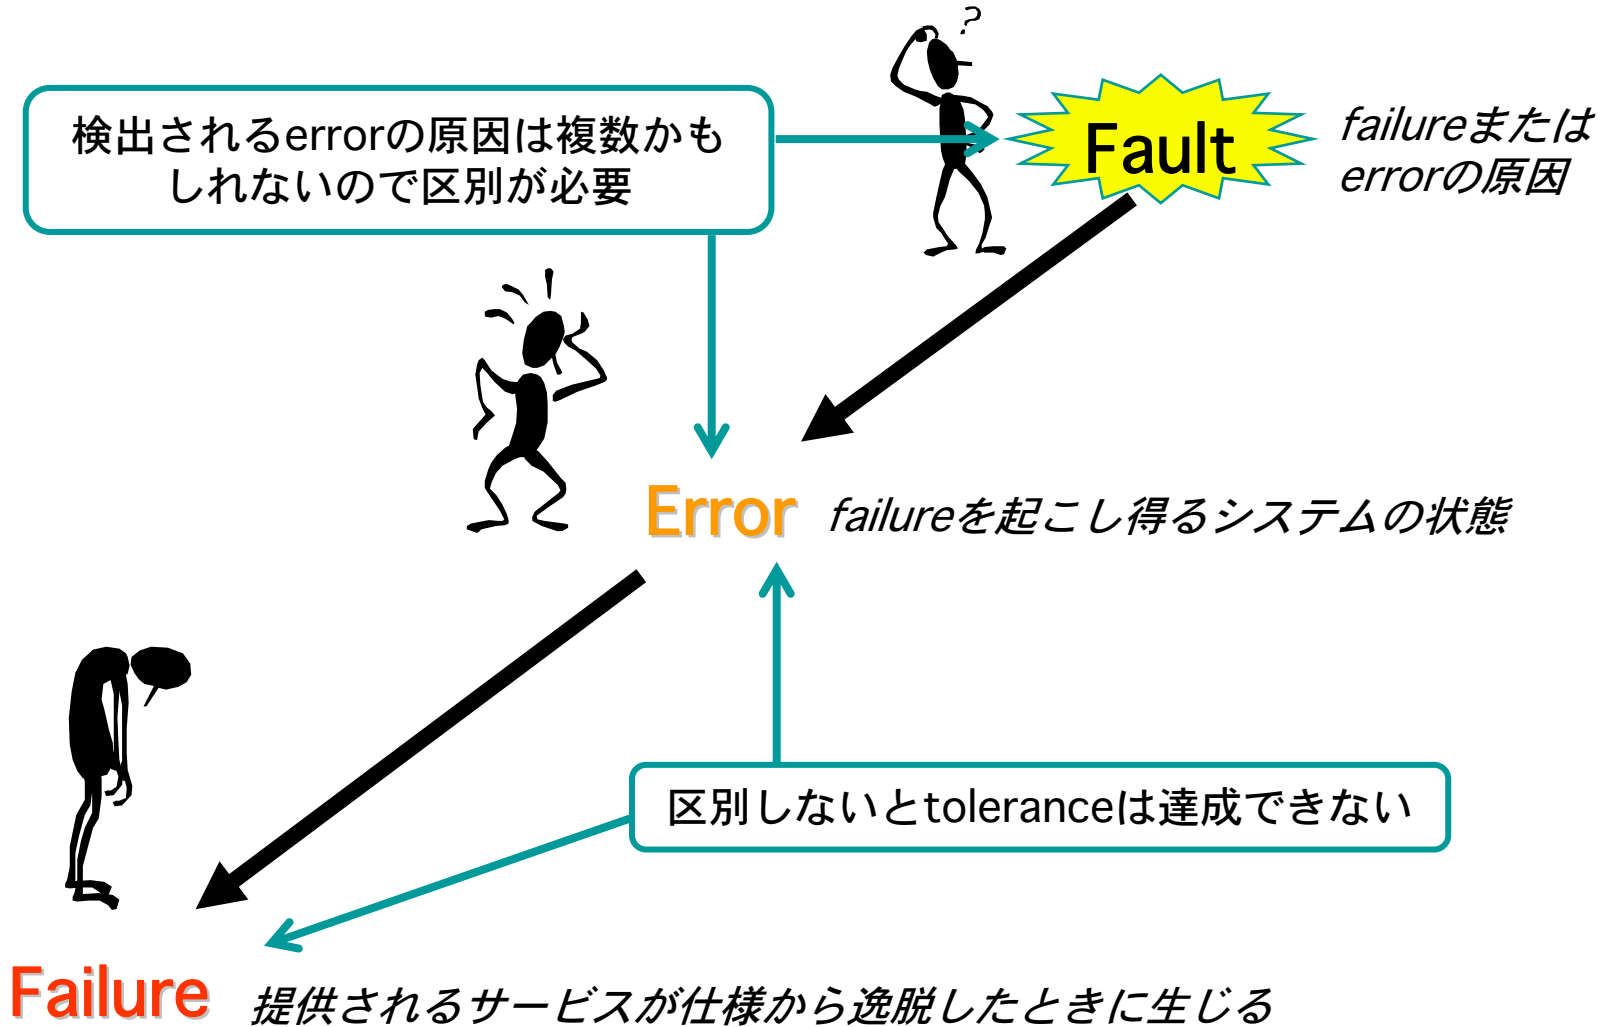 ?
検出されるerrorの原因は複数かも
しれないので区別が必要
Fault
failureまたは
errorの原因
Error
failureを起こし得るシステムの状態
区別しないとtoleranceは達成できない
Failure
提供されるサービスが仕様から逸脱したときに生じる